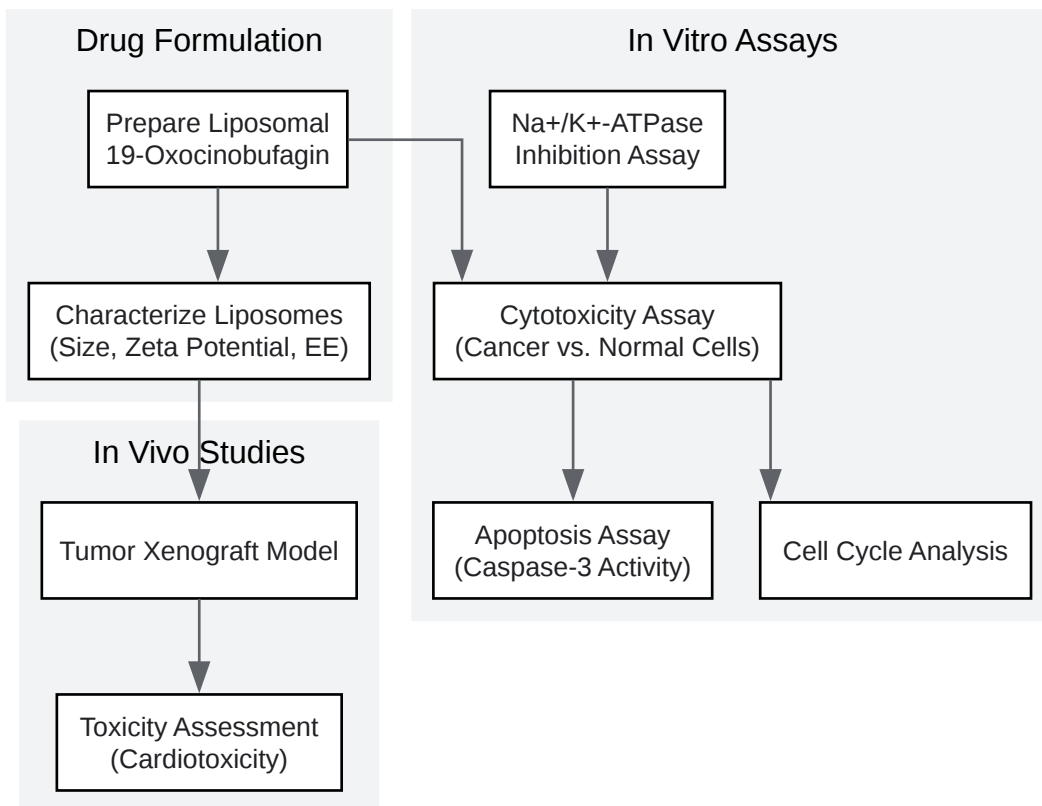 Drug Formulation
Prepare Liposomal
19-Oxocinobufagin
Characterize Liposomes
(Size, Zeta Potential, EE)
In Vitro Assays
Na+/K+-ATPase
Inhibition Assay
Cytotoxicity Assay
(Cancer vs. Normal Cells)
Apoptosis Assay
(Caspase-3 Activity)
Cell Cycle Analysis
In Vivo Studies
Tumor Xenograft Model
Toxicity Assessment
(Cardiotoxicity)